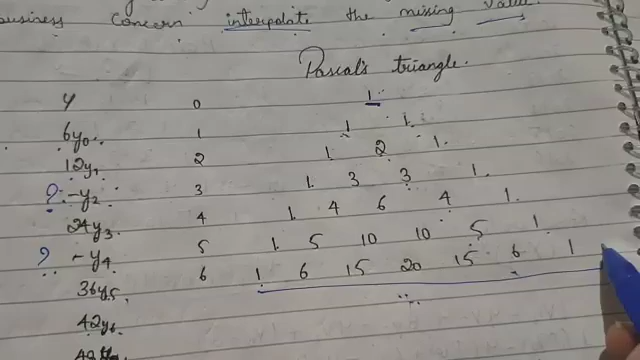 business concern interpolate the missing value.
Pascal's triangle.
y 0 1
6y0 1 1 1
12y1 2 1 2 1
? -y2 3 1 3 3 1
24y3 4 1 4 6 4 1
? -y4 5 1 5 10 10 5 1
36y5 6 1 6 15 20 15 6 1
42y6